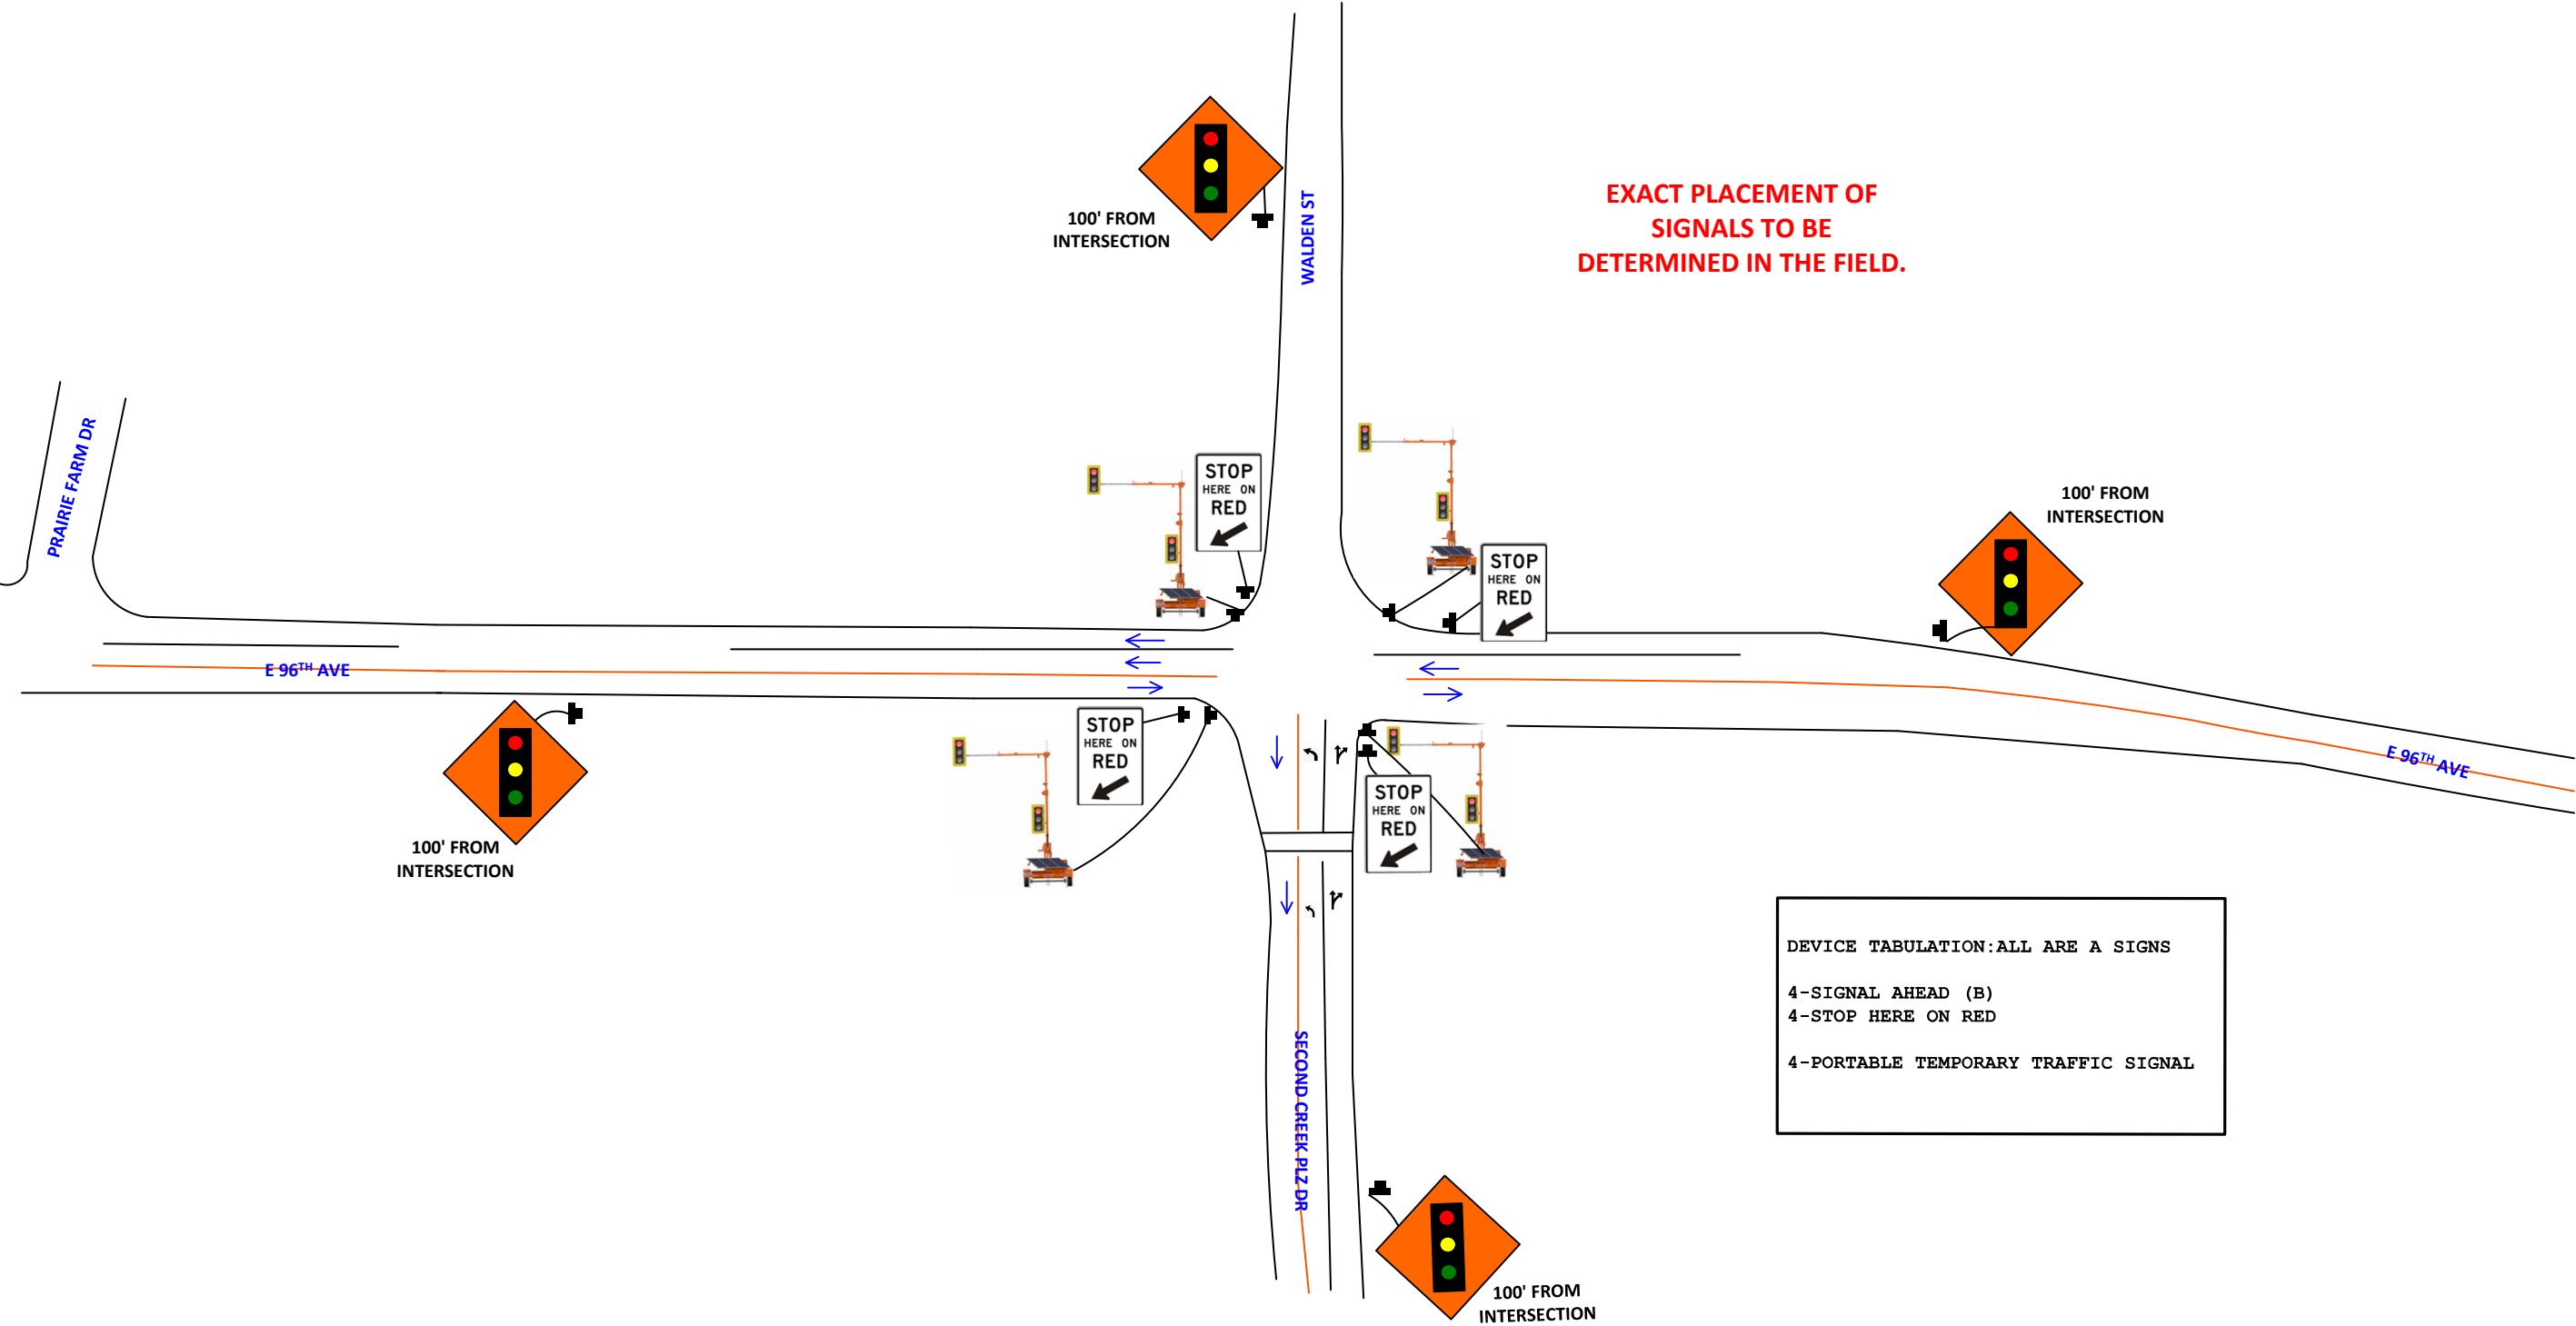 100' FROM
INTERSECTION
WALDEN ST
EXACT PLACEMENT OF
SIGNALS TO BE
DETERMINED IN THE FIELD.
PRAIRIE FARM DR
STOP
HERE ON
RED
STOP
HERE ON
RED
100' FROM
INTERSECTION
E 96TH AVE
E 96TH AVE
STOP
HERE ON
RED
STOP
HERE ON
RED
100' FROM
INTERSECTION
SECOND CREEK PLZ DR
DEVICE TABULATION:ALL ARE A SIGNS
4-SIGNAL AHEAD (B)
4-STOP HERE ON RED
4-PORTABLE TEMPORARY TRAFFIC SIGNAL
100' FROM
INTERSECTION